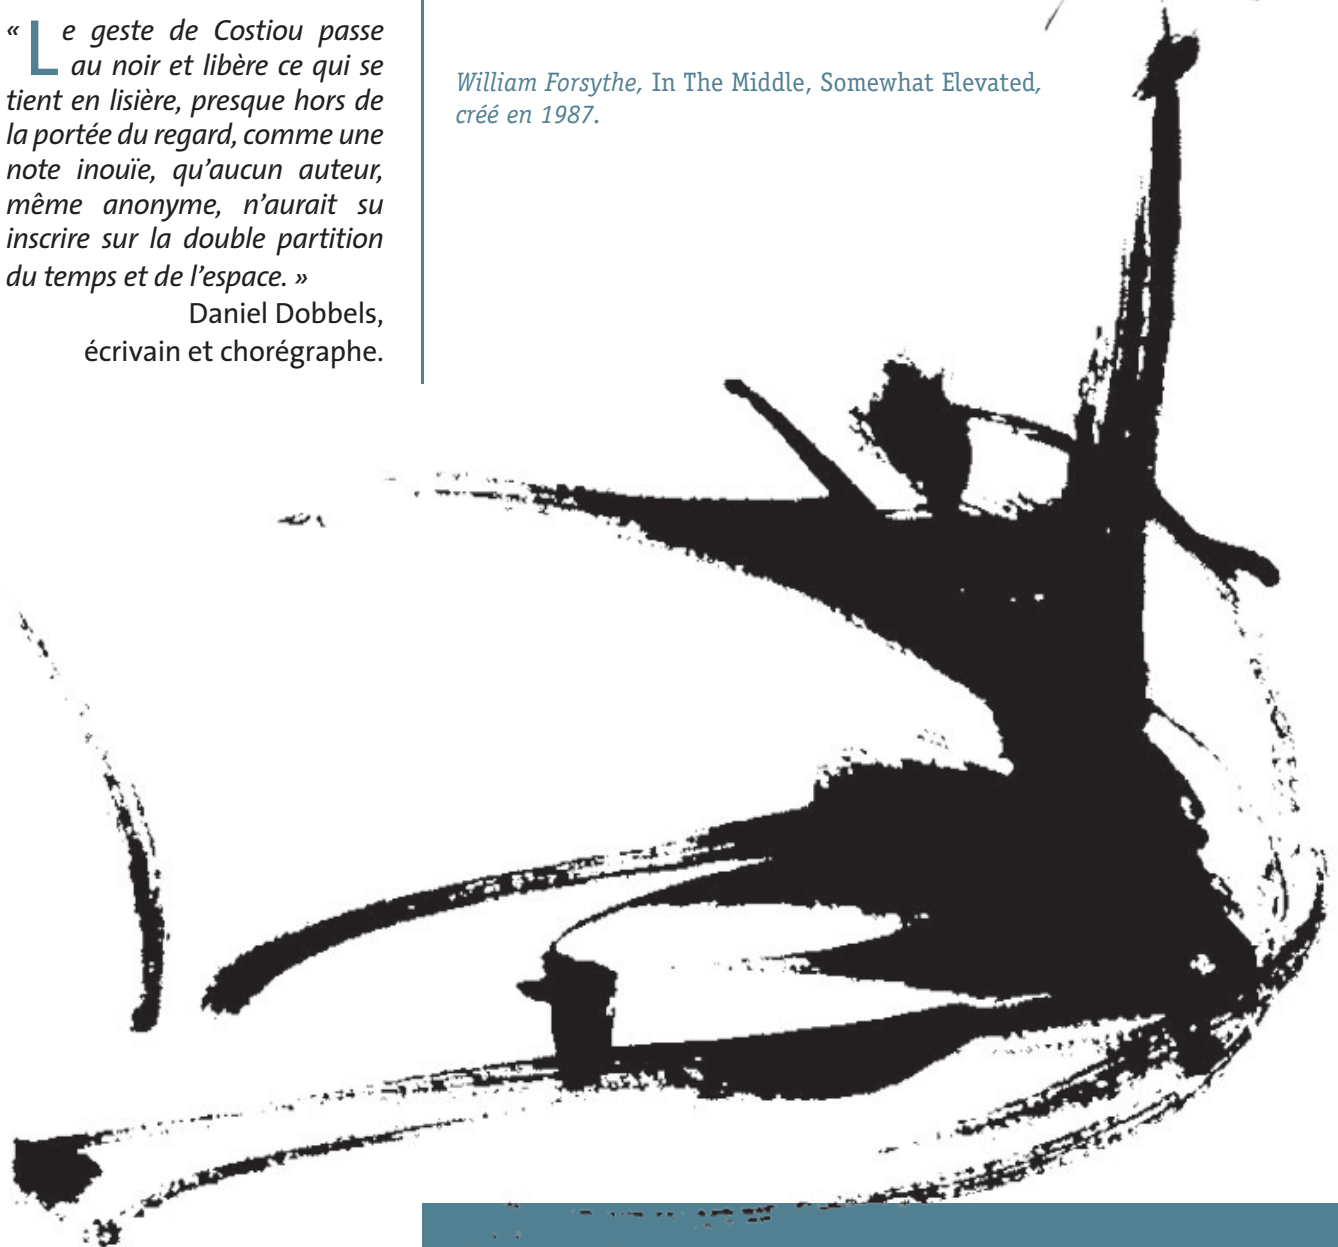 « Le geste de Costiou passe
au noir et libère ce qui se
tient en lisière, presque hors de
la portée du regard, comme une
note inouïe, qu’aucun auteur,
même anonyme, n’aurait su
inscrire sur la double partition
du temps et de l’espace. »
Daniel Dobbels,
écrivain et chorégraphe.
William Forsythe, In The Middle, Somewhat Elevated,
créé en 1987.